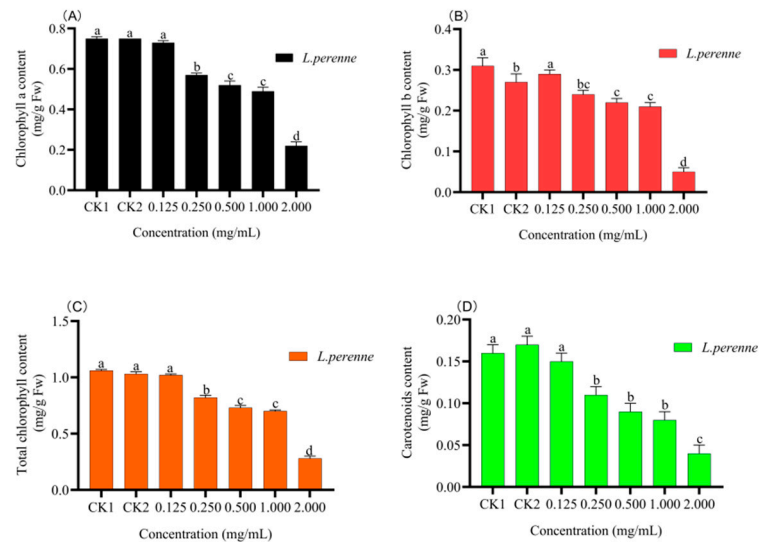 (A)
Chlorophyll a content
(mg/g Fw)
0.8
0.6
0.4
0.2
0.0
a a a b c c d
L.perenne
CK1 CK2 0.125 0.250 0.500 1.000 2.000
Concentration (mg/mL)
(B)
Chlorophyll b content
(mg/g Fw)
0.4
0.3
0.2
0.1
0.0
a b a bc c c d
L.perenne
CK1 CK2 0.125 0.250 0.500 1.000 2.000
Concentration (mg/mL)
(C)
Total chlorophyll content
(mg/g Fw)
1.5
1.0
0.5
0.0
a a a b c c d
L.perenne
CK1 CK2 0.125 0.250 0.500 1.000 2.000
Concentration (mg/mL)
(D)
Carotenoids content
(mg/g Fw)
0.20
0.15
0.10
0.05
0.00
a a a b b b c
L.perenne
CK1 CK2 0.125 0.250 0.500 1.000 2.000
Concentration (mg/mL)